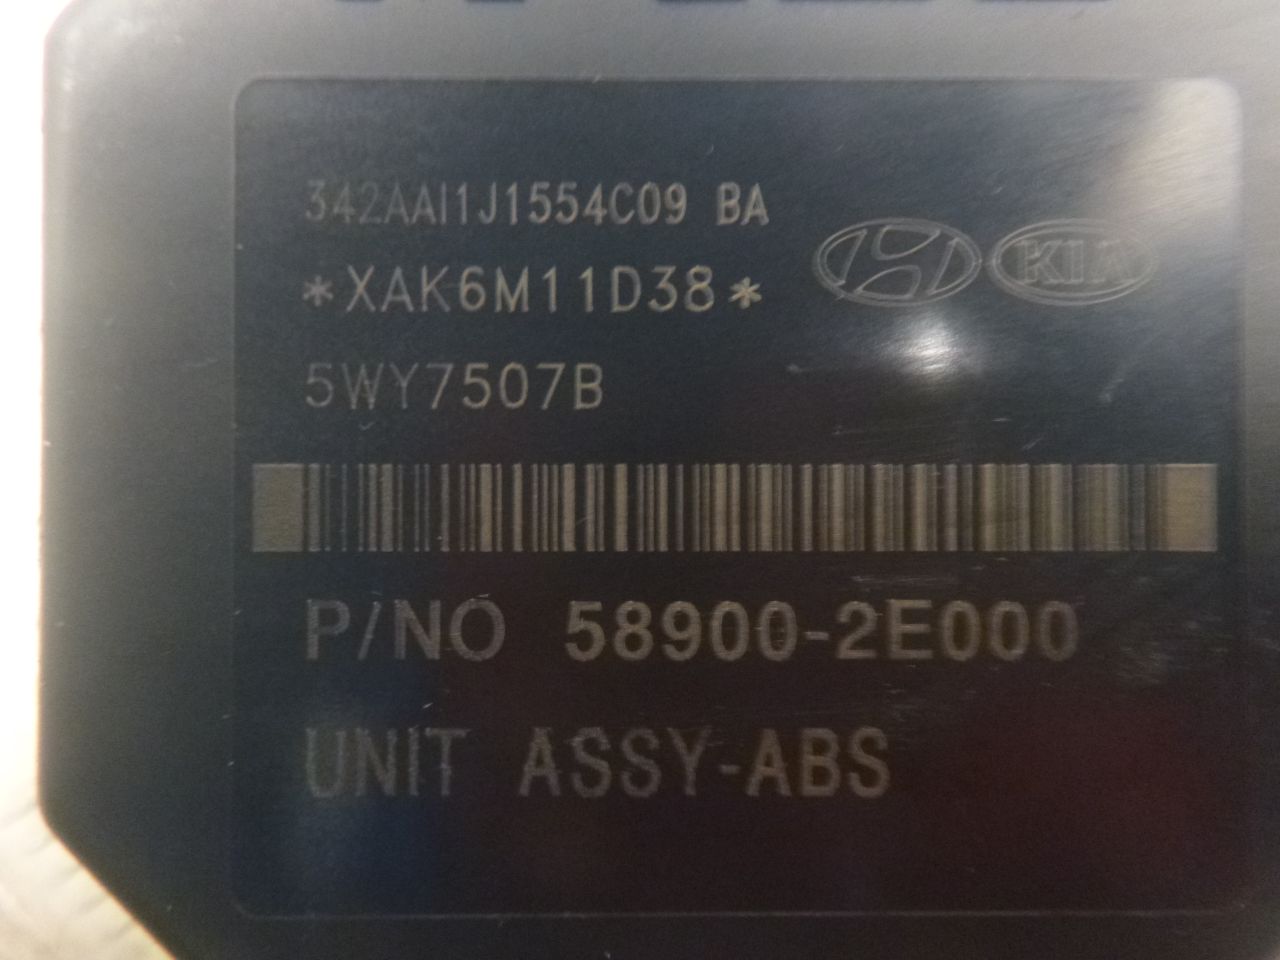 342AAI1J1554C09 BA
*XAK6M11D38*
KIA
5WY7507B
P/NO 58900-2E000
UNIT ASSY-ABS